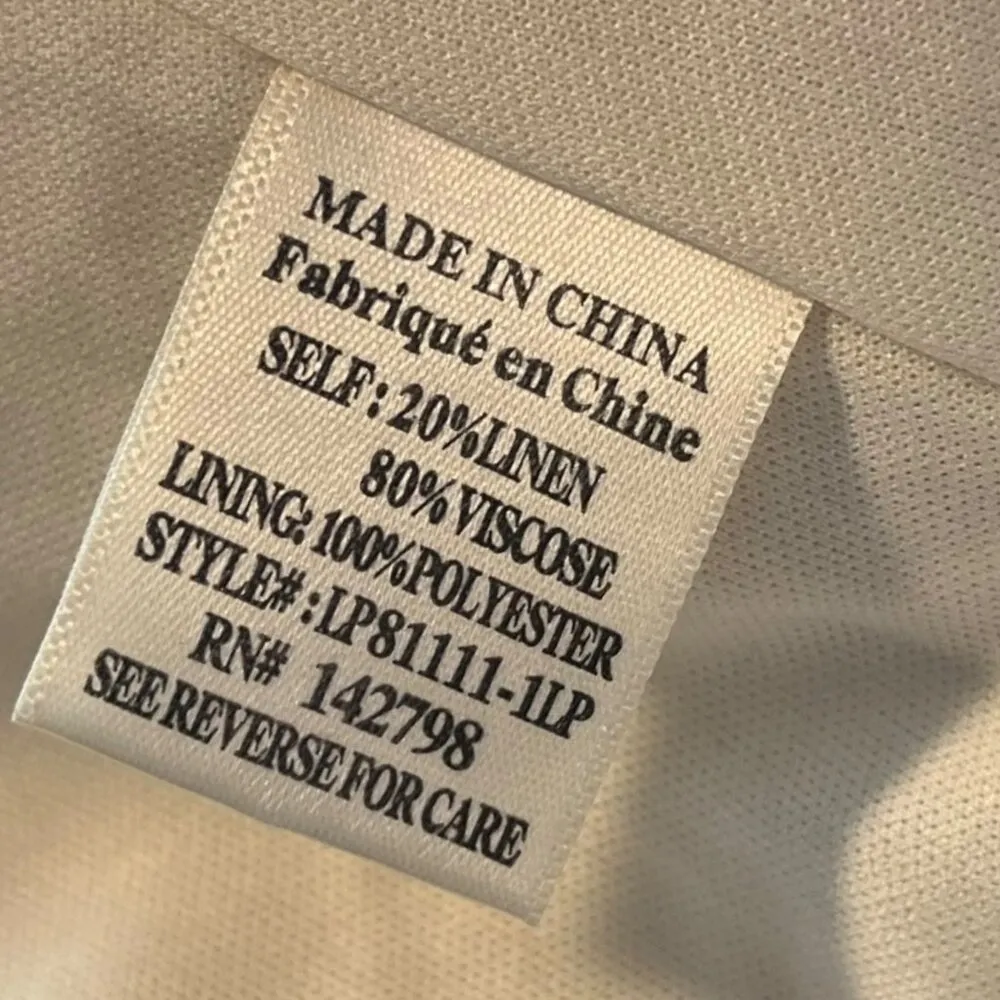 MADE IN CHINA
Fabriqué en Chine
SELF: 20%LINEN
80%VISCOSE
LINING: 100%POLYESTER
STYLE#:LP81111-1LP
RN# 142798
SEE REVERSE FOR CARE